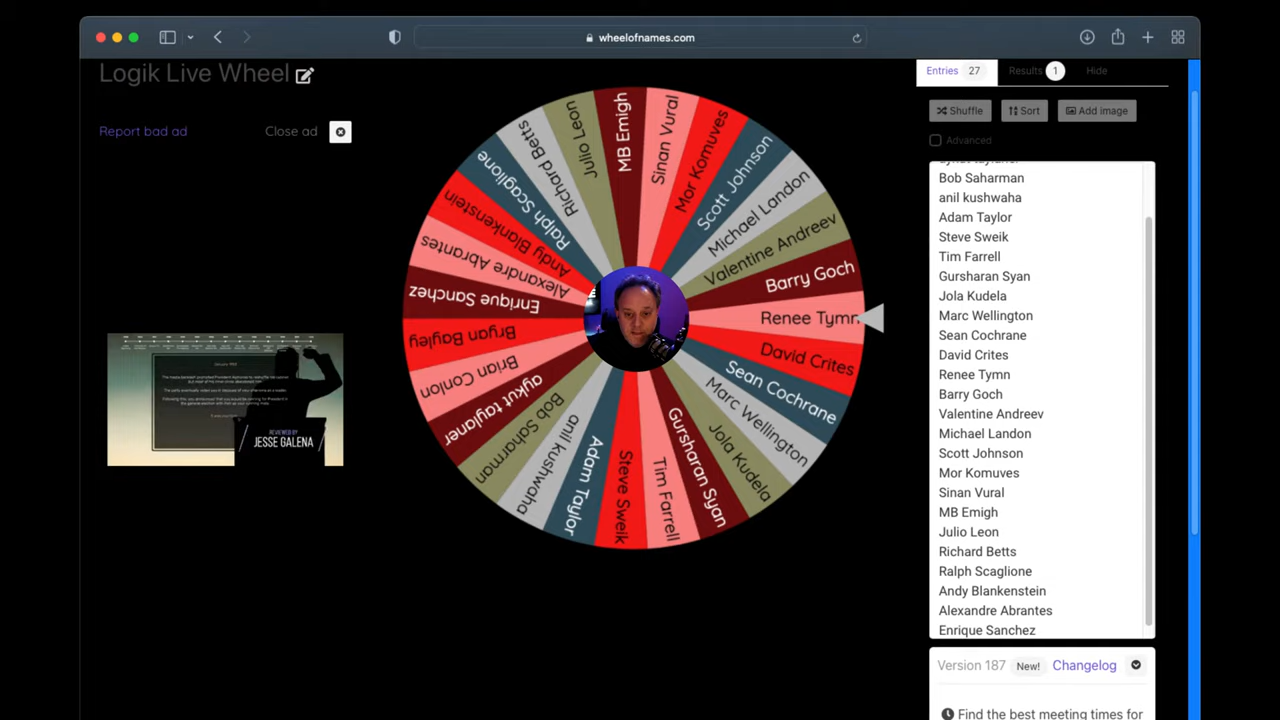 wheelofnames.com
Logik Live Wheel
Report bad ad
Close ad
REVIEWED BY
JESSE GALENA
MB Emigh
Sinan Vural
Mor Komuves
Scott Johnson
Michael Landon
Valentine Andreev
Barry Goch
Renee Tymn
David Crites
Sean Cochrane
Marc Wellington
Jola Kudela
Gursharan Syan
Tim Farrell
Steve Sweik
Adam Taylor
anil kushwaha
Bob Saharman
aykut taylaner
Brian Conlon
Bryan Bayley
Enrique Sanchez
Alexandre Abrantes
Andy Blankenstein
Ralph Scaglione
Richard Betts
Julio Leon
Entries 27
Results 1
Hide
Shuffle
Sort
Add image
Advanced
Bob Saharman
anil kushwaha
Adam Taylor
Steve Sweik
Tim Farrell
Gursharan Syan
Jola Kudela
Marc Wellington
Sean Cochrane
David Crites
Renee Tymn
Barry Goch
Valentine Andreev
Michael Landon
Scott Johnson
Mor Komuves
Sinan Vural
MB Emigh
Julio Leon
Richard Betts
Ralph Scaglione
Andy Blankenstein
Alexandre Abrantes
Enrique Sanchez
Version 187 New! Changelog
Find the best meeting times for